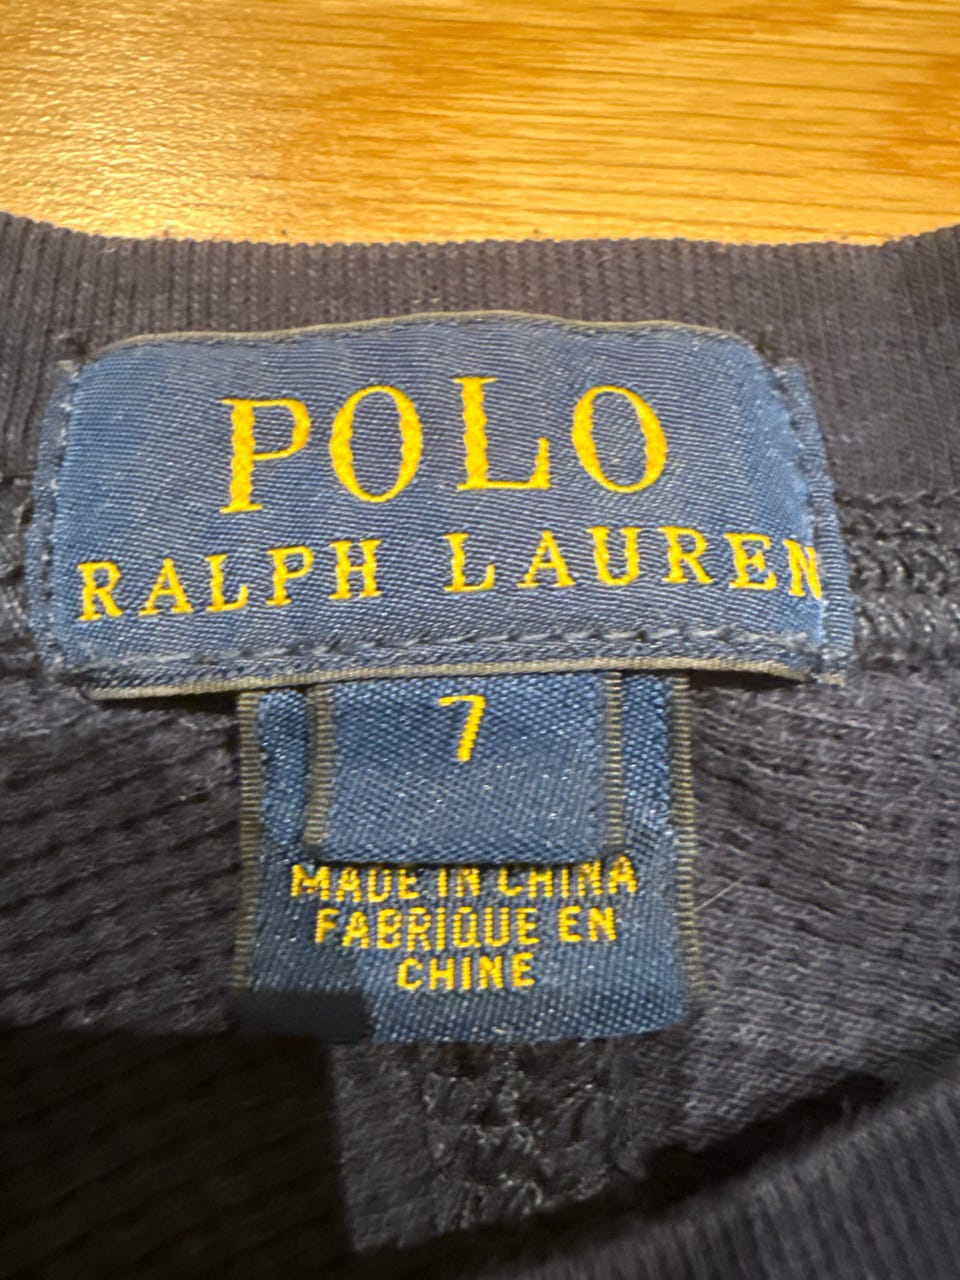 POLO
RALPH LAUREN
7
MADE IN CHINA
FABRIQUE EN
CHINE